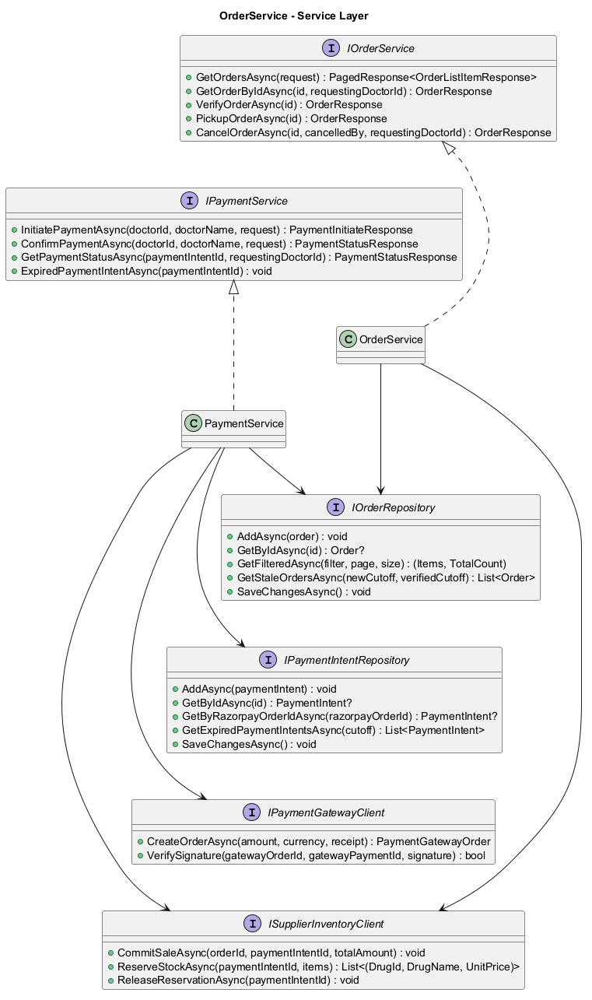 OrderService - Service Layer
I IOrderService
GetOrdersAsync(request) : PagedResponse<OrderListItemResponse>
GetOrderByIdAsync(id, requestingDoctorId) : OrderResponse
VerifyOrderAsync(id) : OrderResponse
PickupOrderAsync(id) : OrderResponse
CancelOrderAsync(id, cancelledBy, requestingDoctorId) : OrderResponse
I IPaymentService
InitiatePaymentAsync(doctorId, doctorName, request) : PaymentInitiateResponse
ConfirmPaymentAsync(doctorId, doctorName, request) : PaymentStatusResponse
GetPaymentStatusAsync(paymentIntentId, requestingDoctorId) : PaymentStatusResponse
ExpiredPaymentIntentAsync(paymentIntentId) : void
C OrderService
C PaymentService
I IOrderRepository
AddAsync(order) : void
GetByIdAsync(id) : Order?
GetFilteredAsync(filter, page, size) : (Items, TotalCount)
GetStaleOrdersAsync(newCutoff, verifiedCutoff) : List<Order>
SaveChangesAsync() : void
I IPaymentIntentRepository
AddAsync(paymentIntent) : void
GetByIdAsync(id) : PaymentIntent?
GetByRazorpayOrderIdAsync(razorpayOrderId) : PaymentIntent?
GetExpiredPaymentIntentsAsync(cutoff) : List<PaymentIntent>
SaveChangesAsync() : void
I IPaymentGatewayClient
CreateOrderAsync(amount, currency, receipt) : PaymentGatewayOrder
VerifySignature(gatewayOrderId, gatewayPaymentId, signature) : bool
I ISupplierInventoryClient
CommitSaleAsync(orderId, paymentIntentId, totalAmount) : void
ReserveStockAsync(paymentIntentId, items) : List<(DrugId, DrugName, UnitPrice)>
ReleaseReservationAsync(paymentIntentId) : void